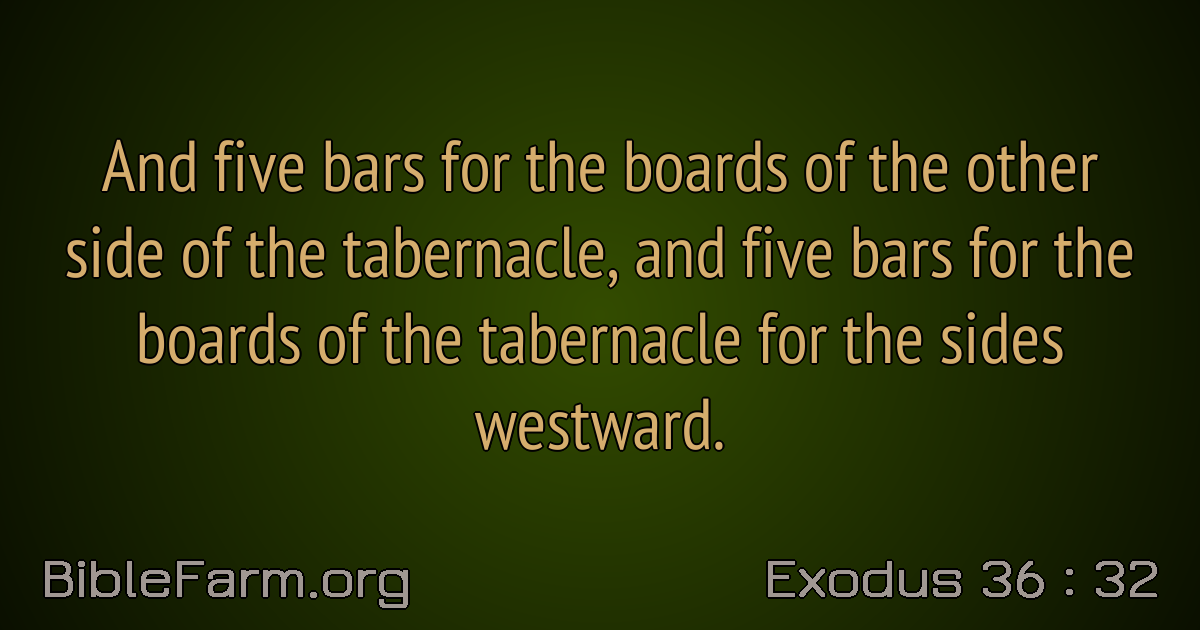 And five bars for the boards of the other
side of the tabernacle, and five bars for the
boards of the tabernacle for the sides
westward.
BibleFarm.org
Exodus 36 : 32